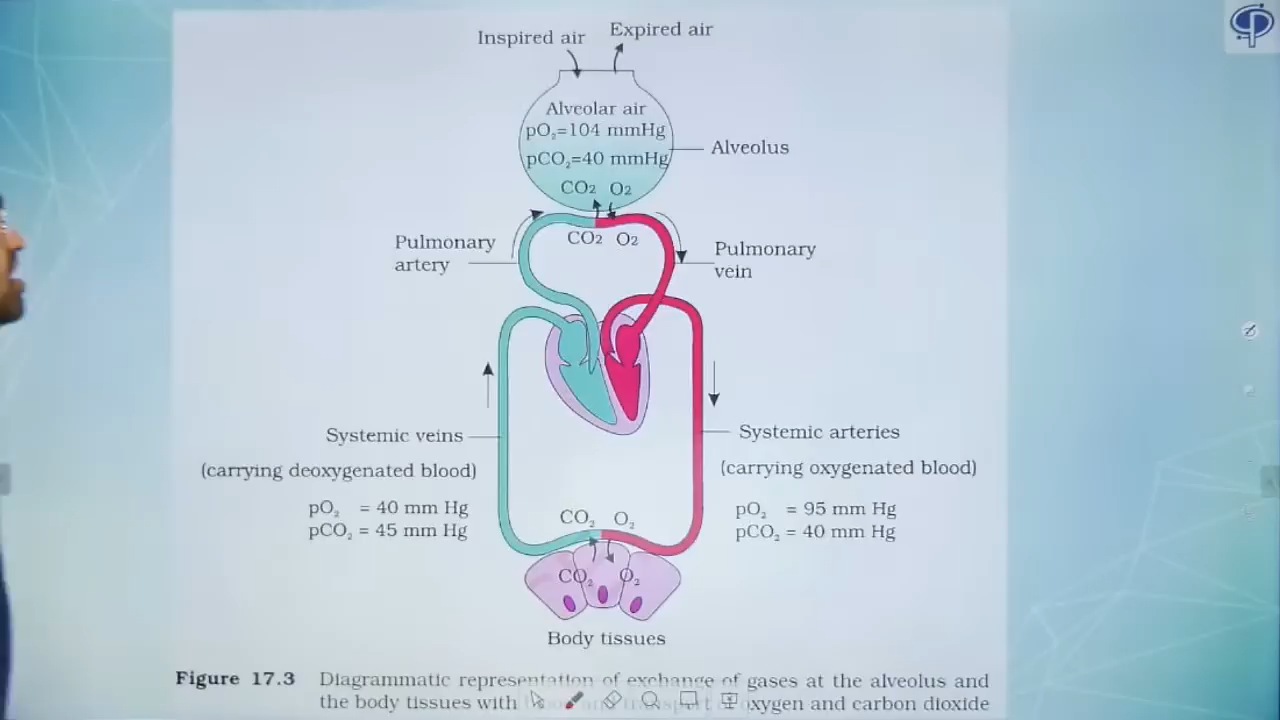 Inspired air
Expired air
Alveolar air
pO₂=104 mmHg
pCO₂=40 mmHg
Alveolus
CO2 O2
CO2 O2
Pulmonary
artery
Pulmonary
vein
Systemic veins
(carrying deoxygenated blood)
pO₂ = 40 mm Hg
pCO₂ = 45 mm Hg
Systemic arteries
(carrying oxygenated blood)
pO₂ = 95 mm Hg
pCO₂ = 40 mm Hg
CO₂ O₂
CO₂ O₂
Body tissues
Figure 17.3 Diagrammatic representation of exchange of gases at the alveolus and
the body tissues with blood and transport of oxygen and carbon dioxide